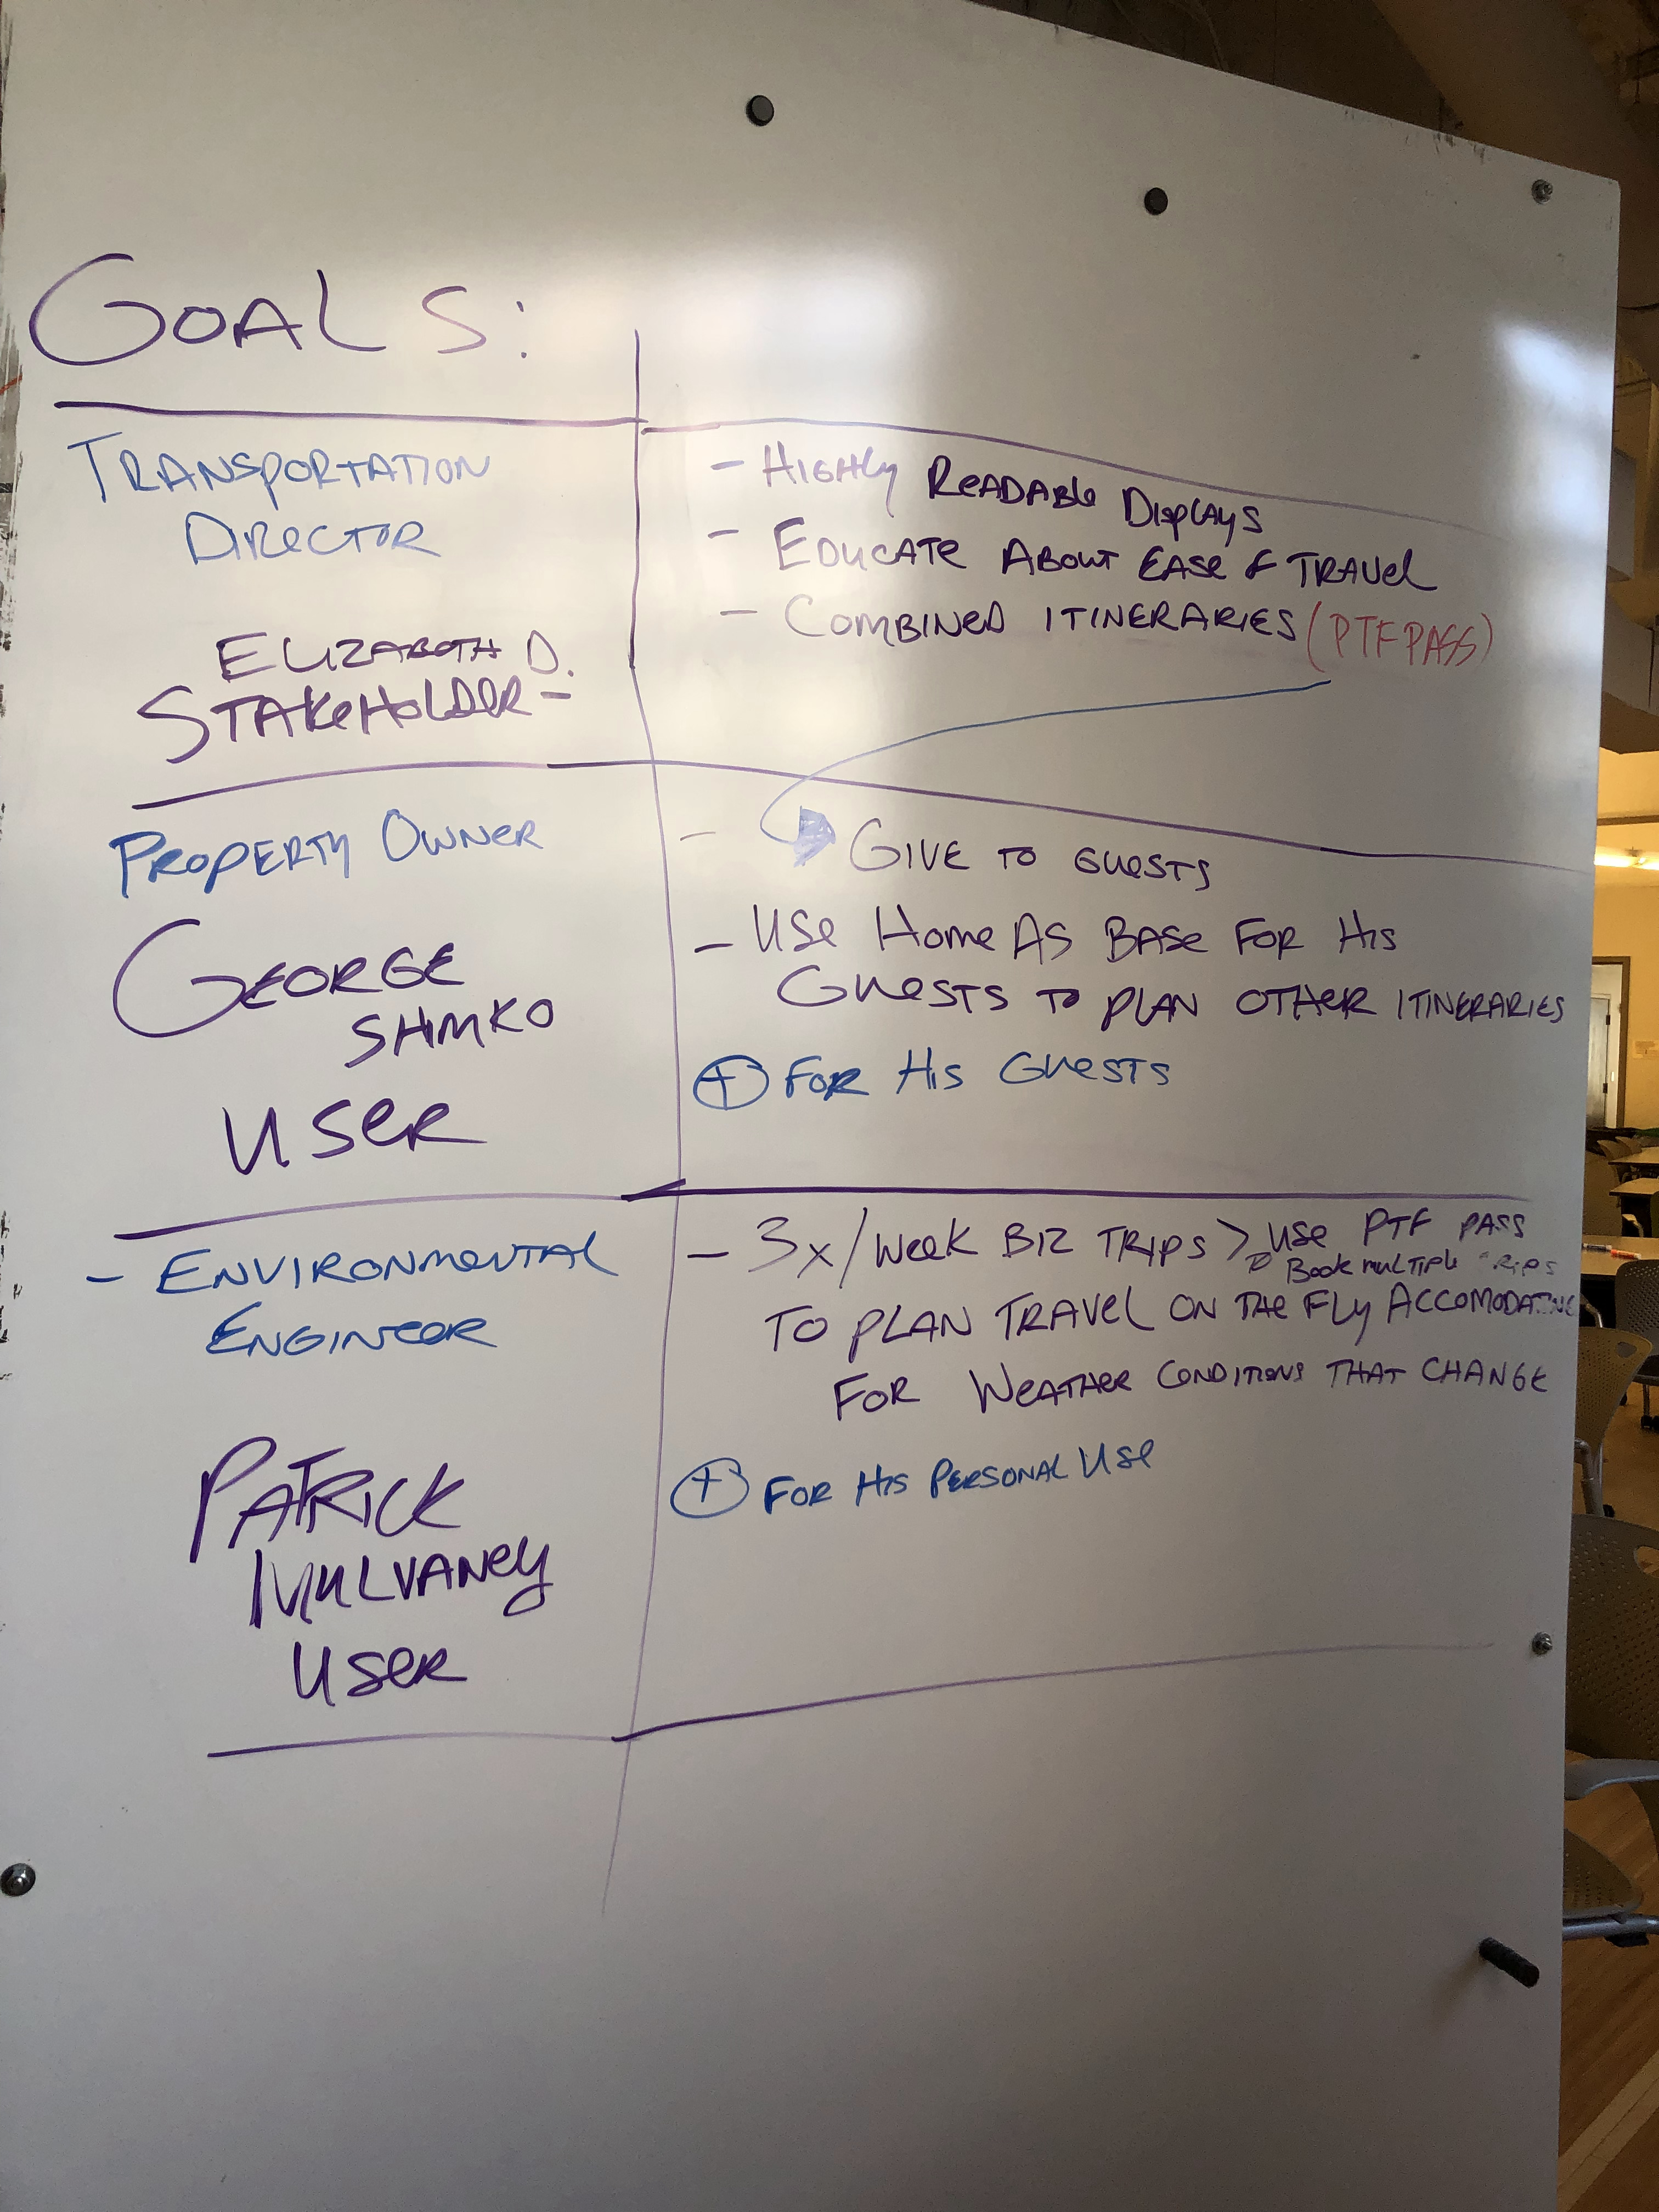 GOALS:
TRANSPORTATION
DIRECTOR
ELIZABETH D.
STAKEHOLDER -
- HIGHLY READABLE DISPLAYS
- EDUCATE ABOUT EASE OF TRAVEL
- COMBINED ITINERARIES (PTF PASS)
PROPERTY OWNER
GEORGE
SHIMKO
USER
- GIVE TO GUESTS
- USE HOME AS BASE FOR HIS
GUESTS TO PLAN OTHER ITINERARIES
+ FOR HIS GUESTS
- ENVIRONMENTAL
ENGINEER
PATRICK
MULVANEY
USER
- 3x/WEEK BIZ TRIPS > USE PTF PASS
BOOK MULTIPLE
TO PLAN TRAVEL ON THE FLY ACCOMODATING
FOR WEATHER CONDITIONS THAT CHANGE
+ FOR HIS PERSONAL USE